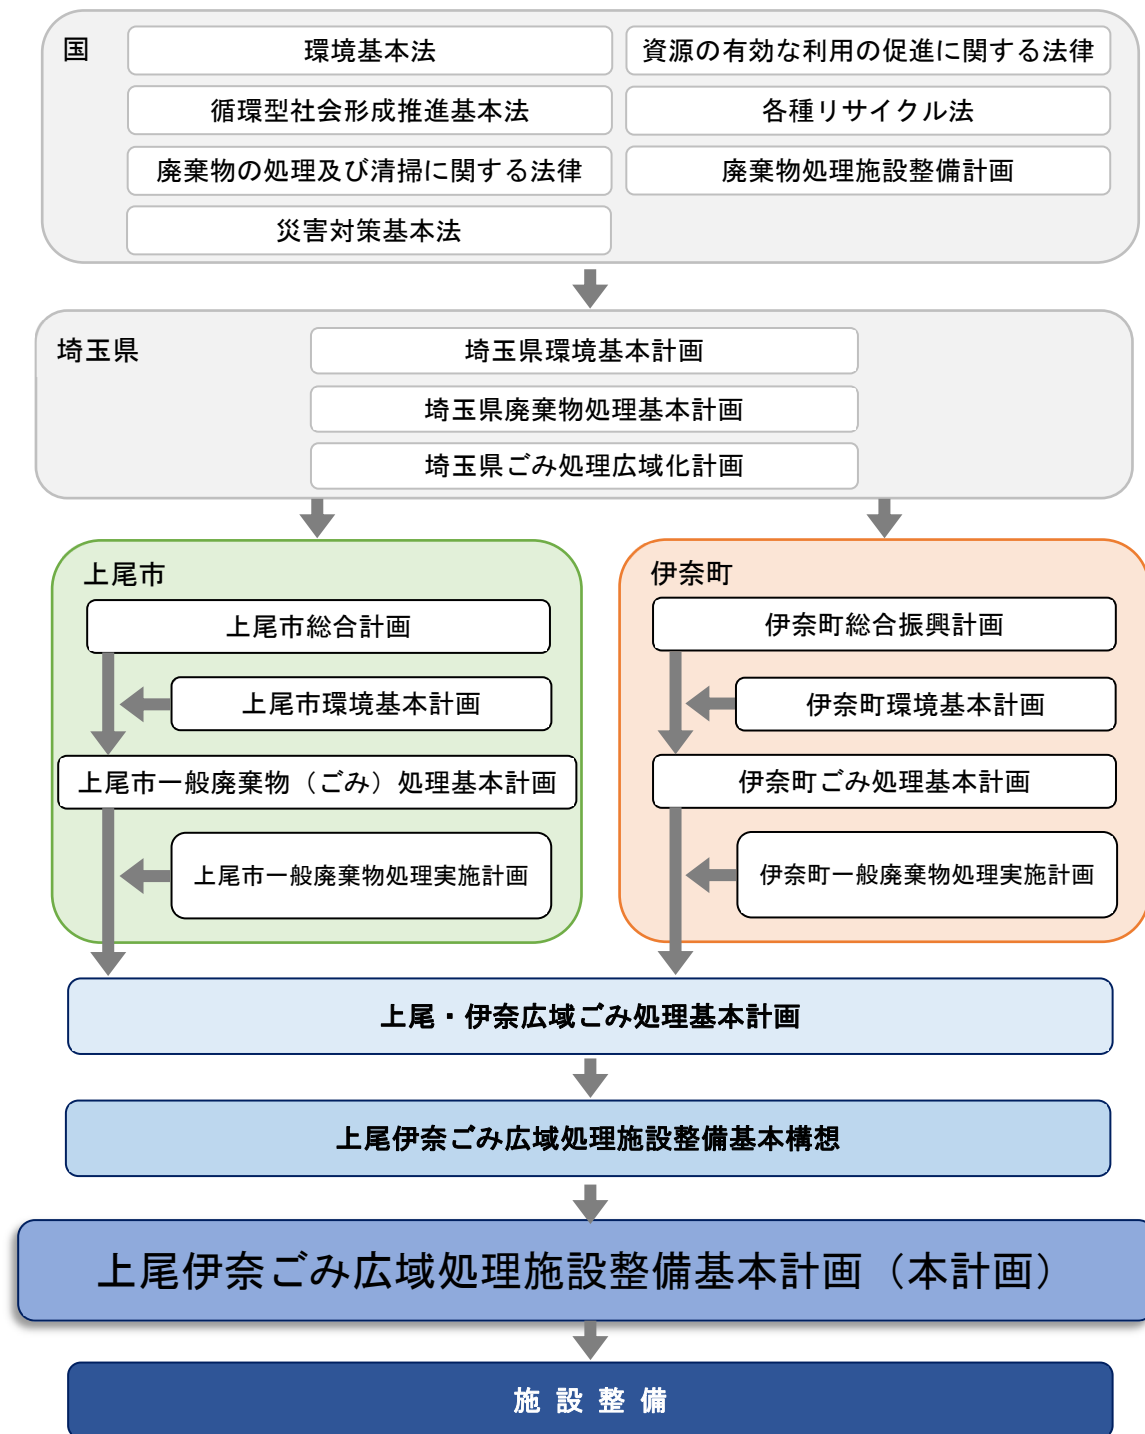 国
環境基本法
資源の有効な利用の促進に関する法律
循環型社会形成推進基本法
各種リサイクル法
廃棄物の処理及び清掃に関する法律
廃棄物処理施設整備計画
災害対策基本法
埼玉県
埼玉県環境基本計画
埼玉県廃棄物処理基本計画
埼玉県ごみ処理広域化計画
上尾市
上尾市総合計画
上尾市環境基本計画
上尾市一般廃棄物（ごみ）処理基本計画
上尾市一般廃棄物処理実施計画
伊奈町
伊奈町総合振興計画
伊奈町環境基本計画
伊奈町ごみ処理基本計画
伊奈町一般廃棄物処理実施計画
上尾・伊奈広域ごみ処理基本計画
上尾伊奈ごみ広域処理施設整備基本構想
上尾伊奈ごみ広域処理施設整備基本計画（本計画）
施 設 整 備